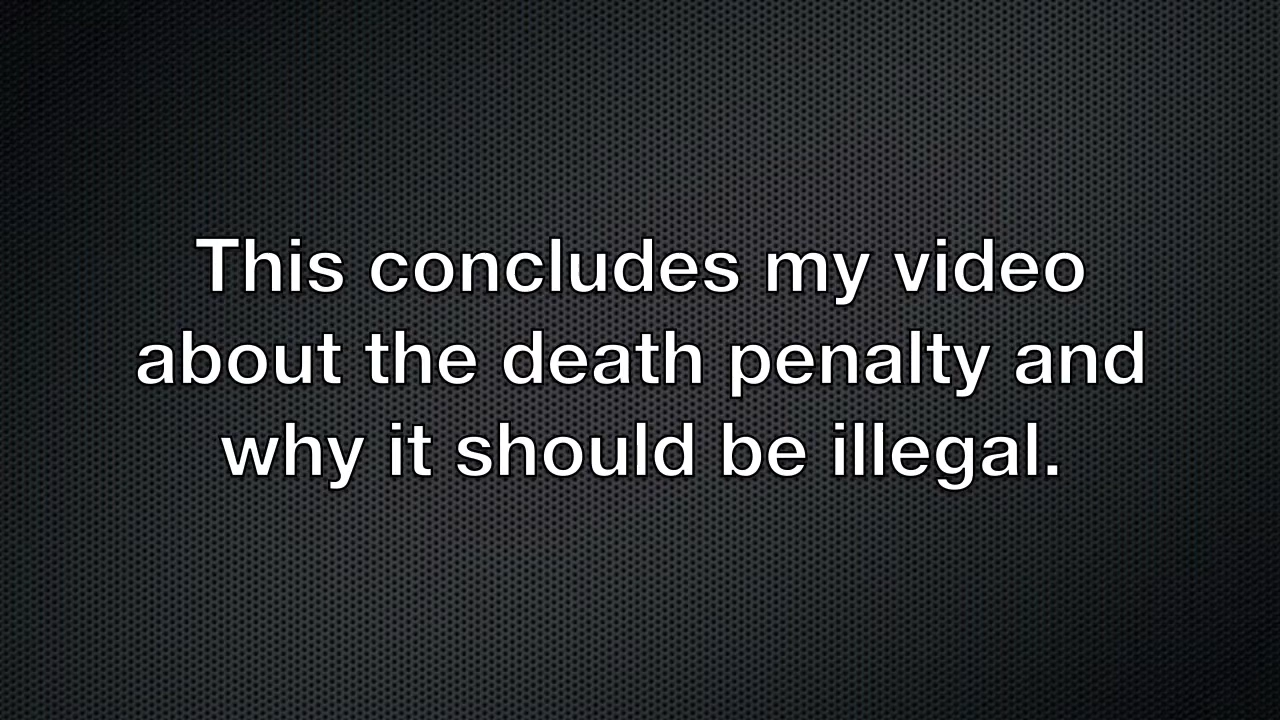 This concludes my video
about the death penalty and
why it should be illegal.